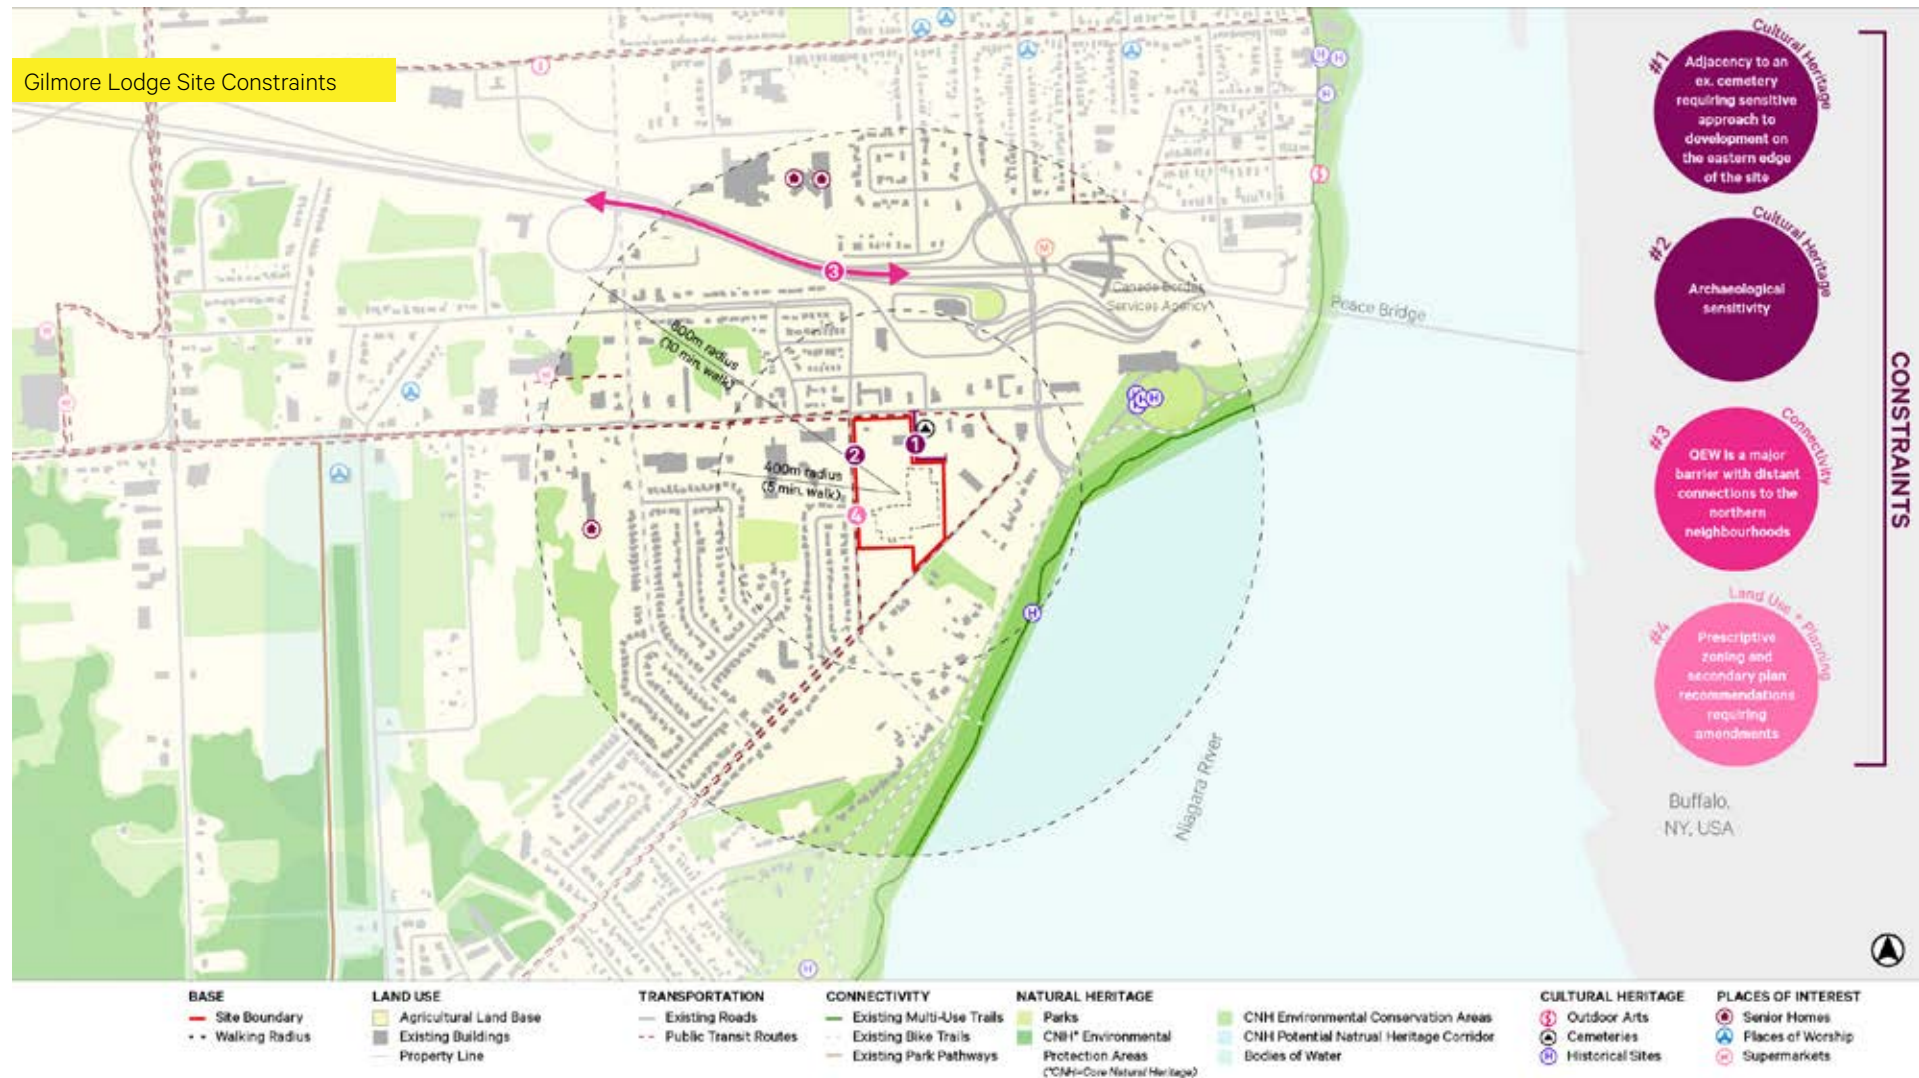 Gilmore Lodge Site Constraints
#1
Cultural Heritage
Adjacency to an
ex. cemetery
requiring sensitive
approach to
development on
the eastern edge
of the site
#2
Cultural Heritage
Archaeological
sensitivity
#3
Connectivity
QEW is a major
barrier with distant
connections to the
northern
neighbourhoods
#4
Land Use + Planning
Prescriptive
zoning and
secondary plan
recommendations
requiring
amendments
CONSTRAINTS
3
Canada Border
Services Agency
Peace Bridge
800m radius
(10 min. walk)
1
2
400m radius
(5 min. walk)
4
H
Niagara River
Buffalo,
NY, USA
BASE
Site Boundary
Walking Radius
LAND USE
Agricultural Land Base
Existing Buildings
Property Line
TRANSPORTATION
Existing Roads
Public Transit Routes
CONNECTIVITY
Existing Multi-Use Trails
Existing Bike Trails
Existing Park Pathways
NATURAL HERITAGE
Parks
CNH* Environmental
Protection Areas
(*CNH=Core Natural Heritage)
CNH Environmental Conservation Areas
CNH Potential Natrual Heritage Corridor
Bodies of Water
CULTURAL HERITAGE
Outdoor Arts
Cemeteries
Historical Sites
PLACES OF INTEREST
Senior Homes
Places of Worship
Supermarkets